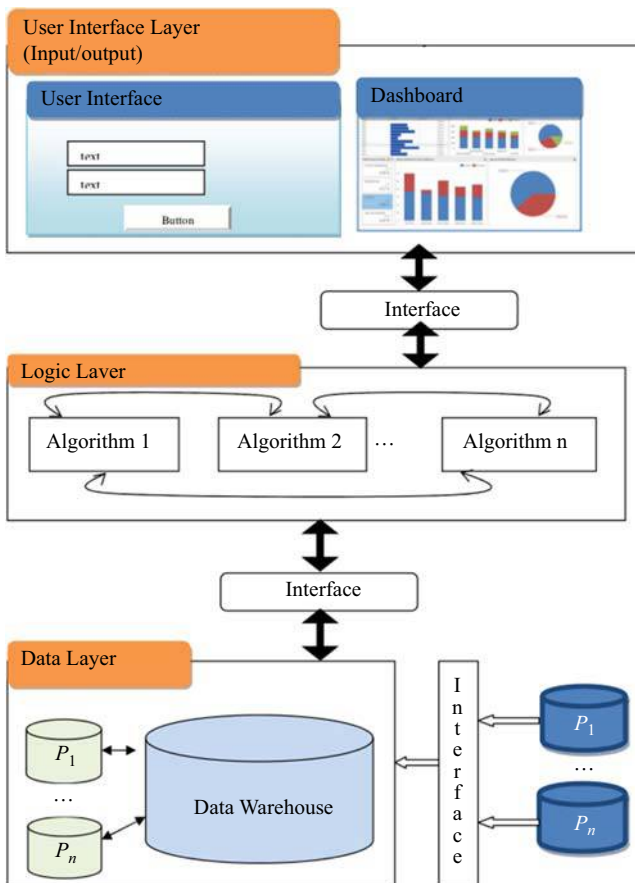 User Interface Layer
(Input/output)
User Interface
Dashboard
text
text
Button
Interface
Logic Layer
Algorithm 1
Algorithm 2
...
Algorithm n
Interface
Data Layer
P1
...
Pn
Data Warehouse
Interface
P1
...
Pn